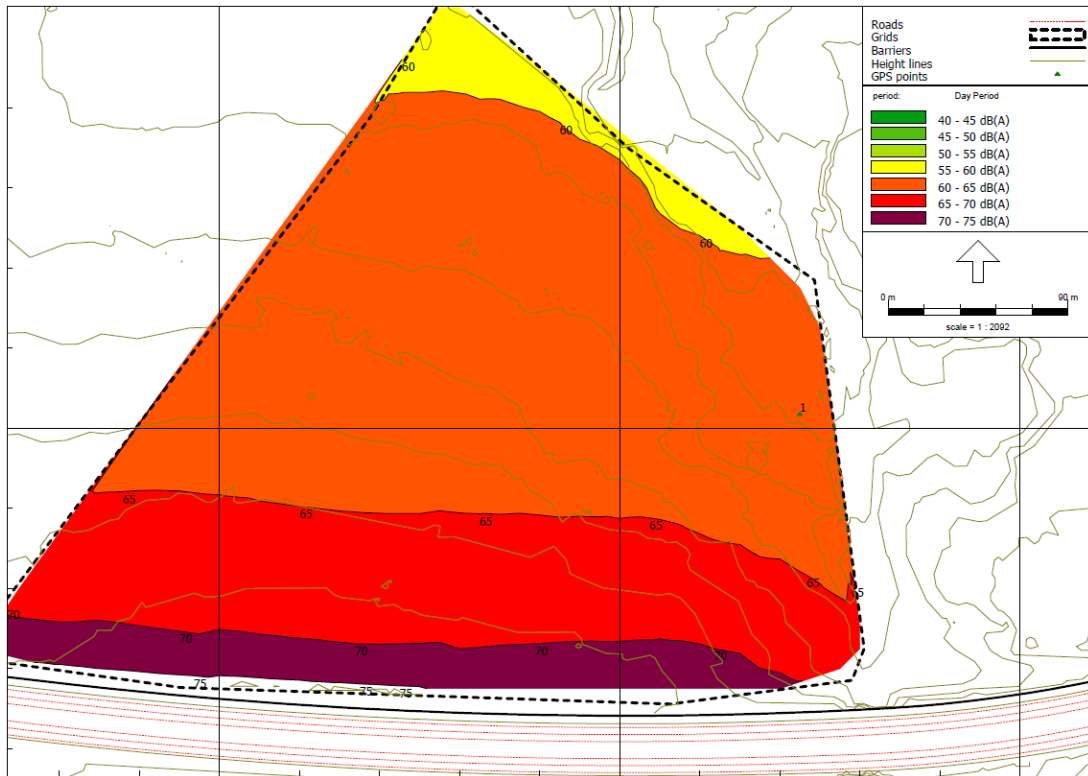 Roads
Grids
Barriers
Height lines
GPS points
period: Day Period
40 - 45 dB(A)
45 - 50 dB(A)
50 - 55 dB(A)
55 - 60 dB(A)
60 - 65 dB(A)
65 - 70 dB(A)
70 - 75 dB(A)
0 m 90 m
scale = 1 : 2092
60
60
60
1
65
65
65
65
65
65
70
70
70
70
70
75
75
75